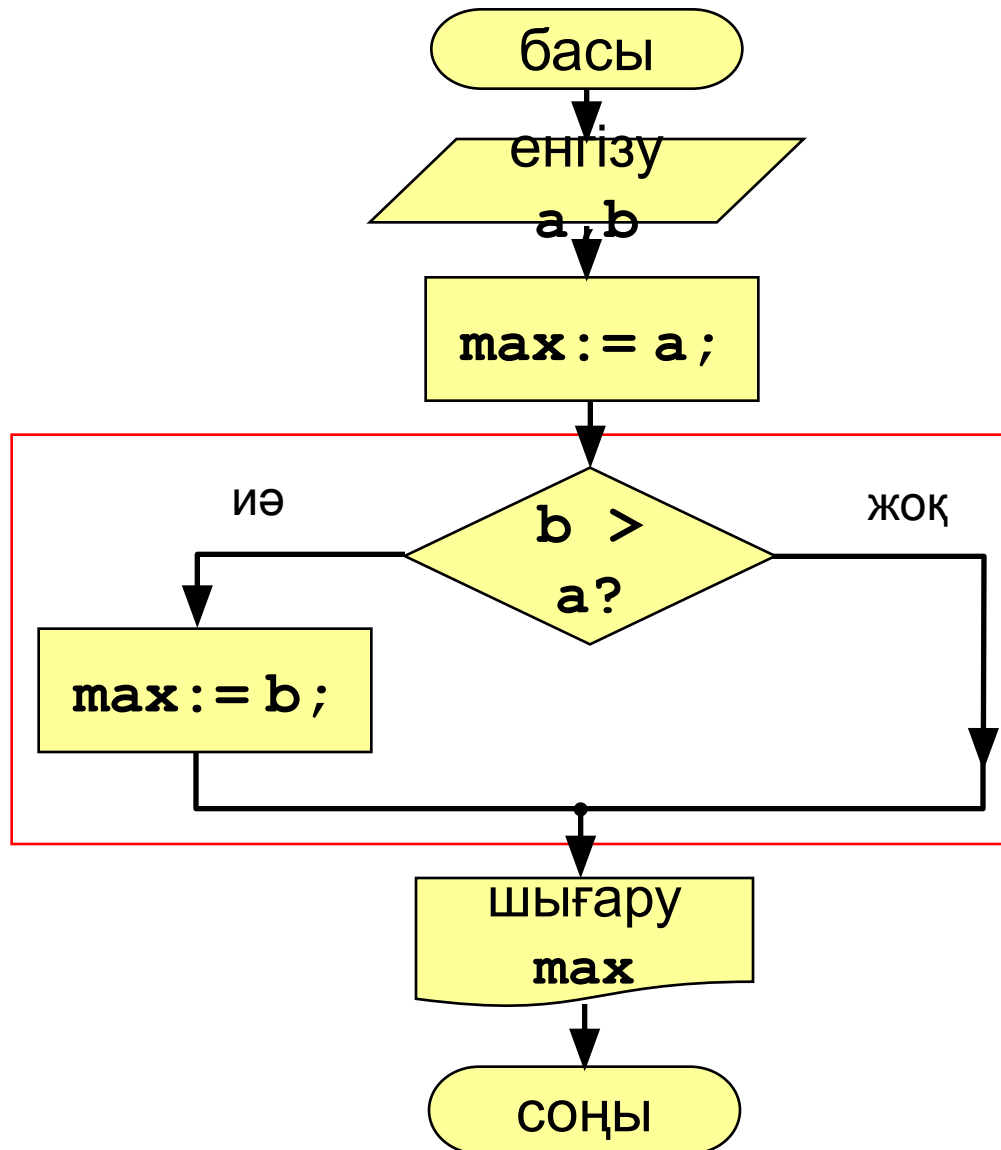 басы
енгізу
a,b
max:= a;
иә
жоқ
b >
a?
max:= b;
шығару
max
соңы